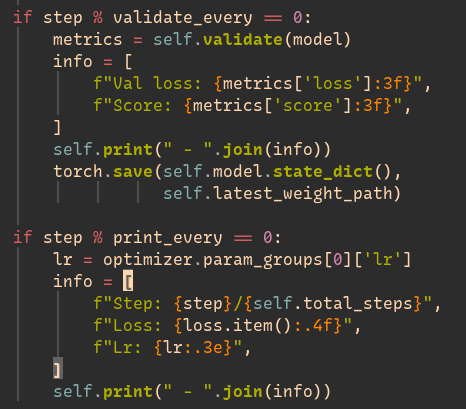 if step % validate_every == 0:
    metrics = self.validate(model)
    info = [
        f"Val loss: {metrics['loss']:3f}",
        f"Score: {metrics['score']:3f}",
    ]
    self.print(" - ".join(info))
    torch.save(self.model.state_dict(),
               self.latest_weight_path)

if step % print_every == 0:
    lr = optimizer.param_groups[0]['lr']
    info = [
        f"Step: {step}/{self.total_steps}",
        f"Loss: {loss.item():.4f}",
        f"Lr: {lr:.3e}",
    ]
    self.print(" - ".join(info))